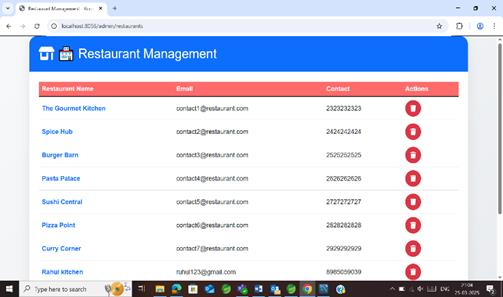 Restaurant Management
localhost:8056/admin/restaurants
Restaurant Management
Restaurant Name Email Contact Actions
The Gourmet Kitchen contact1@restaurant.com 2323232323
Spice Hub contact2@restaurant.com 2424242424
Burger Barn contact3@restaurant.com 2525252525
Pasta Palace contact4@restaurant.com 2626262626
Sushi Central contact5@restaurant.com 2727272727
Pizza Point contact6@restaurant.com 2828282828
Curry Corner contact7@restaurant.com 2929292929
Rahul kitchen ruhul123@gmail.com 8985059039
Type here to search
ENG
21:04
25-03-2025